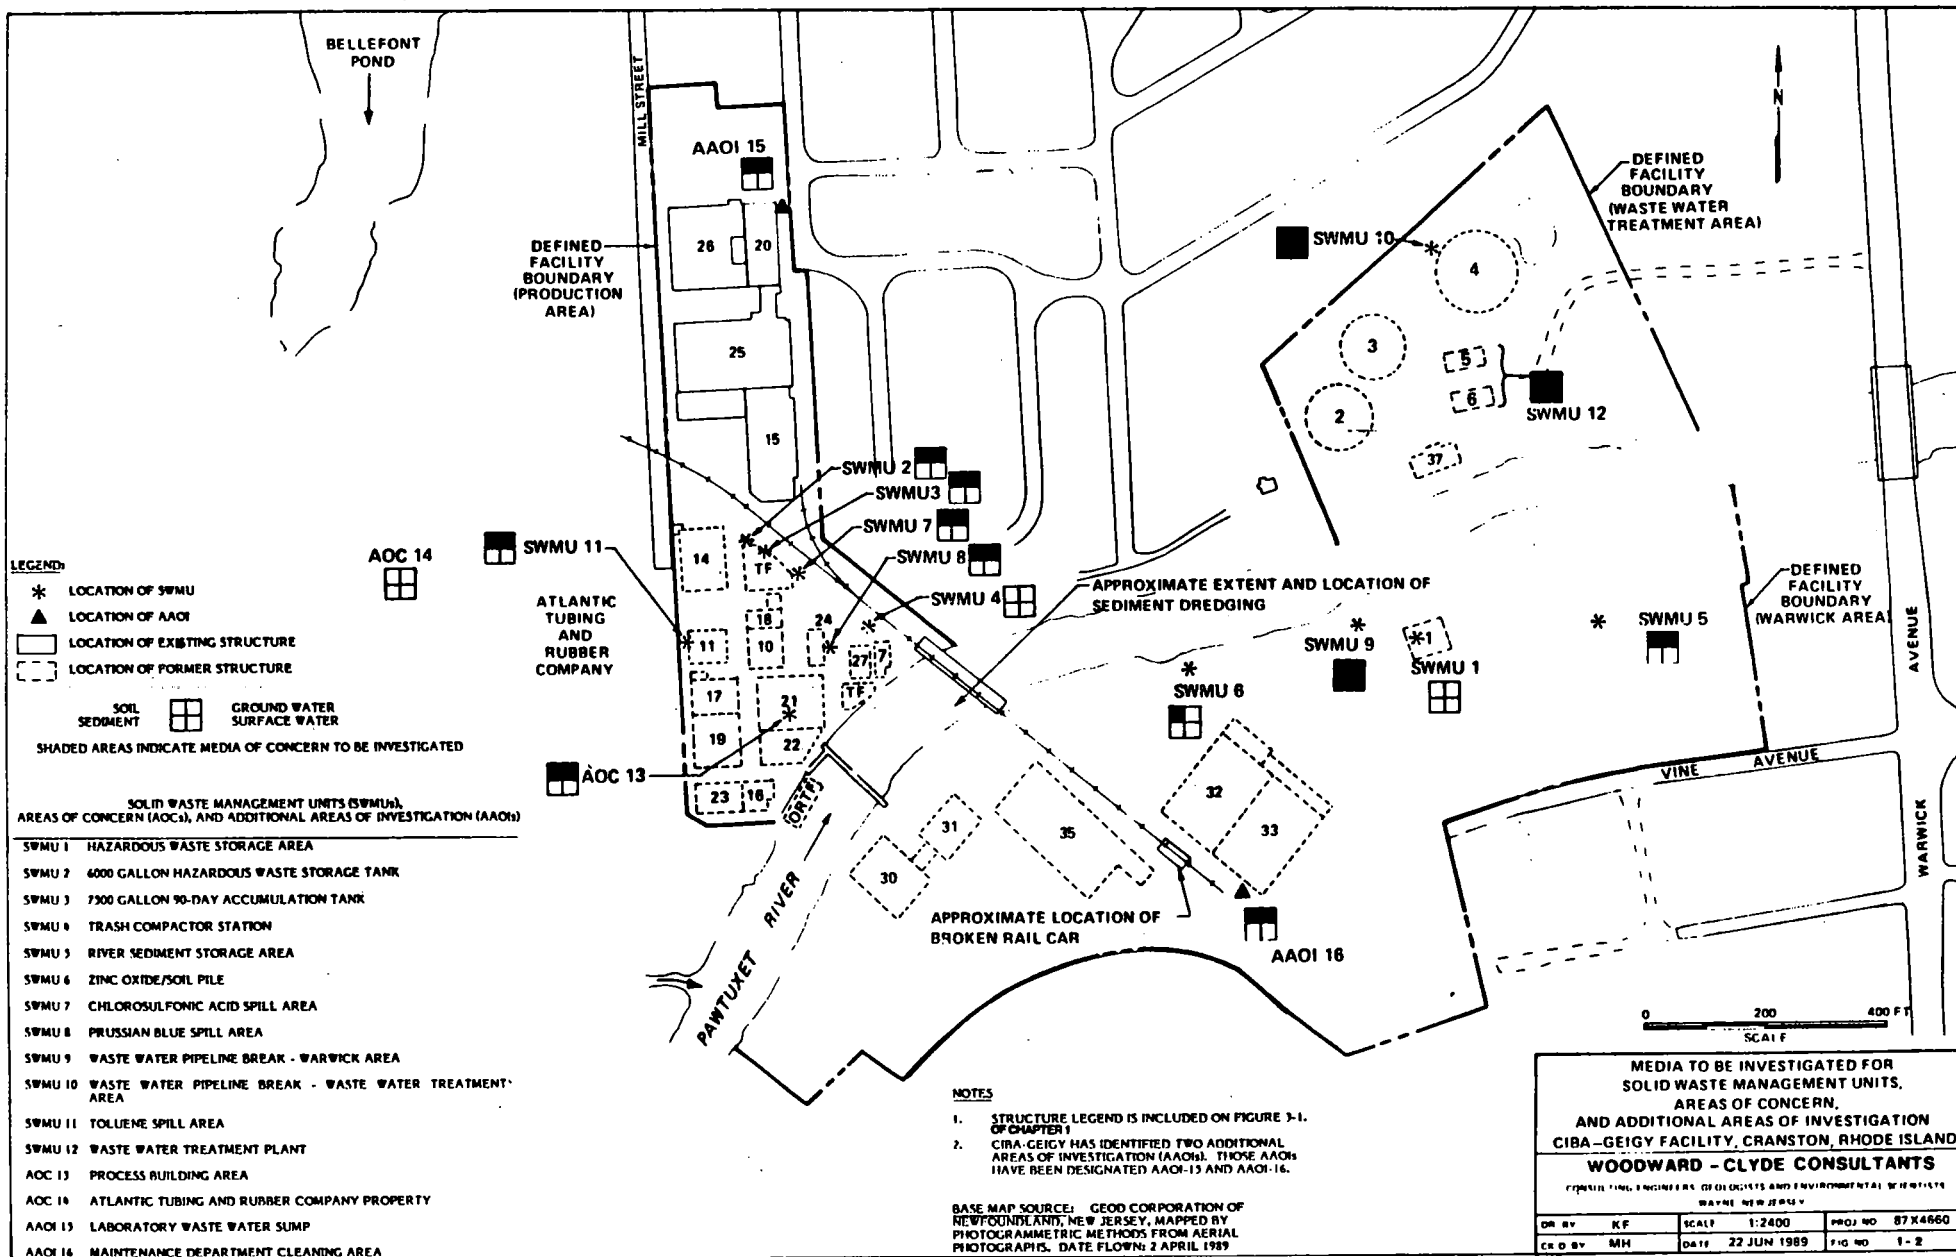 BELLEFONT
POND
MILL STREET
AAOI 15
N
DEFINED
FACILITY
BOUNDARY
(WASTE WATER
TREATMENT AREA)
DEFINED
FACILITY
BOUNDARY
(PRODUCTION
AREA)
26
20
25
15
SWMU 10
4
3
2
5
6
37
SWMU 12
SWMU 2
SWMU3
SWMU 7
SWMU 8
SWMU 4
SWMU 11
AOC 14
14
TF
18
24
11
10
27
7
TF
17
21
19
22
23
16
ORTF
ATLANTIC
TUBING
AND
RUBBER
COMPANY
AOC 13
APPROXIMATE EXTENT AND LOCATION OF
SEDIMENT DREDGING
DEFINED
FACILITY
BOUNDARY
(WARWICK AREA)
SWMU 9
1
SWMU 1
SWMU 5
SWMU 6
32
33
35
31
30
APPROXIMATE LOCATION OF
BROKEN RAIL CAR
AAOI 16
PAWTUXET RIVER
VINE AVENUE
WARWICK AVENUE
0 200 400 FT
SCALE
LEGEND:
LOCATION OF SWMU
LOCATION OF AAOI
LOCATION OF EXISTING STRUCTURE
LOCATION OF FORMER STRUCTURE
SOIL GROUND WATER
SEDIMENT SURFACE WATER
SHADED AREAS INDICATE MEDIA OF CONCERN TO BE INVESTIGATED
SOLID WASTE MANAGEMENT UNITS (SWMUs),
AREAS OF CONCERN (AOCs), AND ADDITIONAL AREAS OF INVESTIGATION (AAOIs)
SWMU 1 HAZARDOUS WASTE STORAGE AREA
SWMU 2 6000 GALLON HAZARDOUS WASTE STORAGE TANK
SWMU 3 7500 GALLON 90-DAY ACCUMULATION TANK
SWMU 4 TRASH COMPACTOR STATION
SWMU 5 RIVER SEDIMENT STORAGE AREA
SWMU 6 ZINC OXIDE/SOIL PILE
SWMU 7 CHLOROSULFONIC ACID SPILL AREA
SWMU 8 PRUSSIAN BLUE SPILL AREA
SWMU 9 WASTE WATER PIPELINE BREAK - WARWICK AREA
SWMU 10 WASTE WATER PIPELINE BREAK - WASTE WATER TREATMENT
AREA
SWMU 11 TOLUENE SPILL AREA
SWMU 12 WASTE WATER TREATMENT PLANT
AOC 13 PROCESS BUILDING AREA
AOC 14 ATLANTIC TUBING AND RUBBER COMPANY PROPERTY
AAOI 15 LABORATORY WASTE WATER SUMP
AAOI 16 MAINTENANCE DEPARTMENT CLEANING AREA
NOTES
1. STRUCTURE LEGEND IS INCLUDED ON FIGURE 3-1.
OF CHAPTER 1
2. CIBA-GEIGY HAS IDENTIFIED TWO ADDITIONAL
AREAS OF INVESTIGATION (AAOIs). THOSE AAOIs
HAVE BEEN DESIGNATED AAOI-15 AND AAOI-16.
BASE MAP SOURCE: GEOD CORPORATION OF
NEWFOUNDLAND, NEW JERSEY, MAPPED BY
PHOTOGRAMMETRIC METHODS FROM AERIAL
PHOTOGRAPHS. DATE FLOWN: 2 APRIL 1989
MEDIA TO BE INVESTIGATED FOR
SOLID WASTE MANAGEMENT UNITS,
AREAS OF CONCERN,
AND ADDITIONAL AREAS OF INVESTIGATION
CIBA-GEIGY FACILITY, CRANSTON, RHODE ISLAND
WOODWARD - CLYDE CONSULTANTS
CONSULTING ENGINEERS, GEOLOGISTS AND ENVIRONMENTAL SCIENTISTS
WAYNE, NEW JERSEY
DR BY KF SCALE 1:2400 PROJ NO 87X4660
CK'D BY MH DATE 22 JUN 1989 FIG NO 1-2